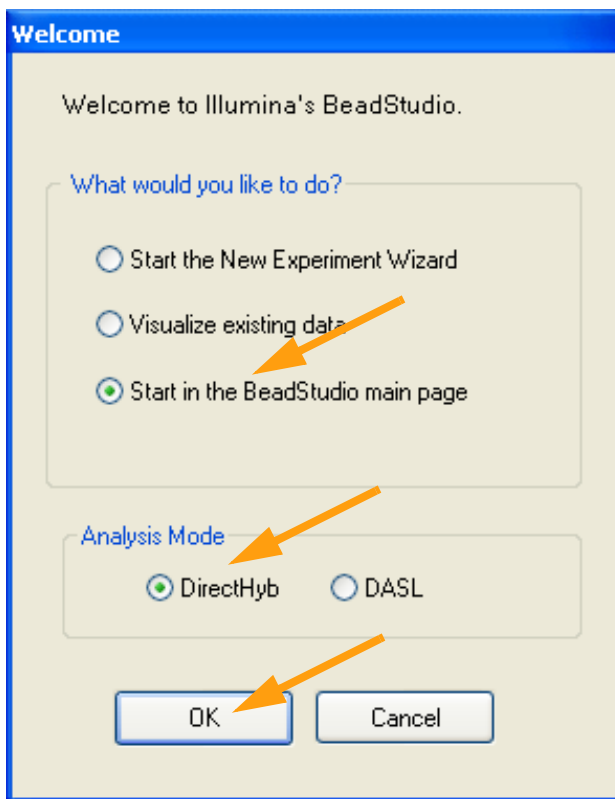 Welcome
Welcome to Illumina's BeadStudio.
What would you like to do?
Start the New Experiment Wizard
Visualize existing data
Start in the BeadStudio main page
Analysis Mode
DirectHyb DASL
OK Cancel